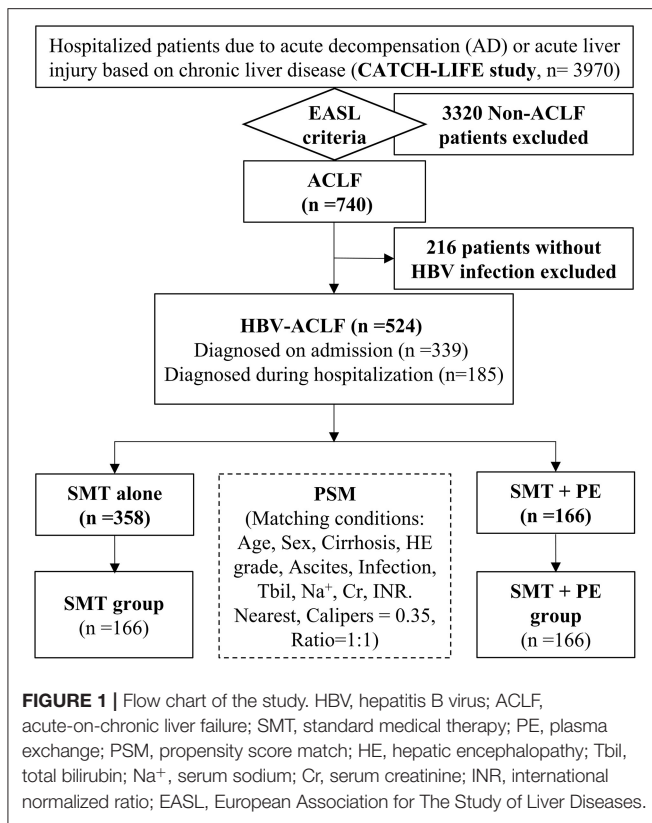 Hospitalized patients due to acute decompensation (AD) or acute liver
injury based on chronic liver disease (CATCH-LIFE study, n= 3970)
EASL
criteria
3320 Non-ACLF
patients excluded
ACLF
(n =740)
216 patients without
HBV infection excluded
HBV-ACLF (n =524)
Diagnosed on admission (n =339)
Diagnosed during hospitalization (n=185)
SMT alone
(n =358)
PSM
(Matching conditions:
Age, Sex, Cirrhosis, HE
grade, Ascites, Infection,
Tbil, Na⁺, Cr, INR.
Nearest, Calipers = 0.35,
Ratio=1:1)
SMT + PE
(n =166)
SMT group
(n =166)
SMT + PE
group
(n =166)
FIGURE 1 | Flow chart of the study. HBV, hepatitis B virus; ACLF,
acute-on-chronic liver failure; SMT, standard medical therapy; PE, plasma
exchange; PSM, propensity score match; HE, hepatic encephalopathy; Tbil,
total bilirubin; Na⁺, serum sodium; Cr, serum creatinine; INR, international
normalized ratio; EASL, European Association for The Study of Liver Diseases.